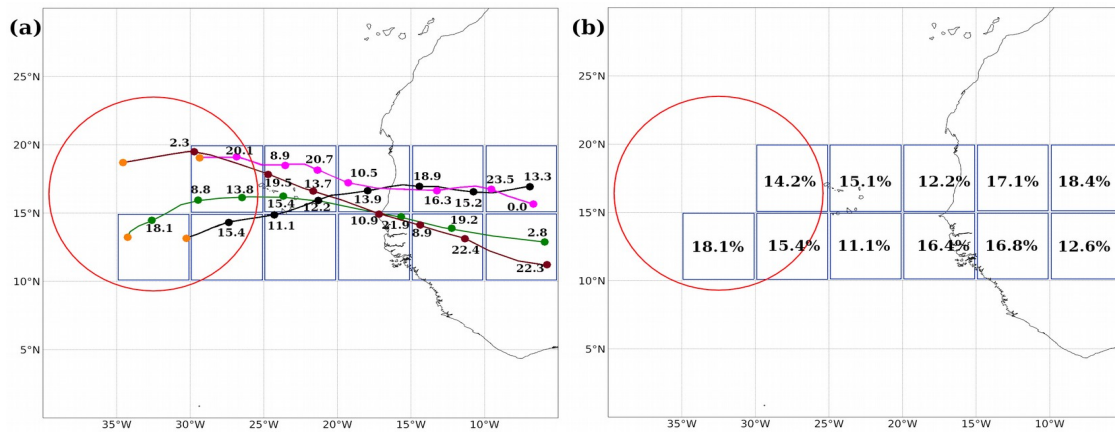 (a)
25°N
20°N
15°N
10°N
5°N
35°W 30°W 25°W 20°W 15°W 10°W
2.3 20.1 8.9 20.7
10.5 18.9 23.5 13.3
19.5 13.7
8.8 13.8 15.4 12.2 13.9 16.3 15.2 0.0
18.1 15.4 11.1 10.9 21.9 8.9 19.2 2.8
22.4
22.3
(b)
25°N
20°N
15°N
10°N
5°N
35°W 30°W 25°W 20°W 15°W 10°W
14.2% 15.1% 12.2% 17.1% 18.4%
18.1% 15.4% 11.1% 16.4% 16.8% 12.6%